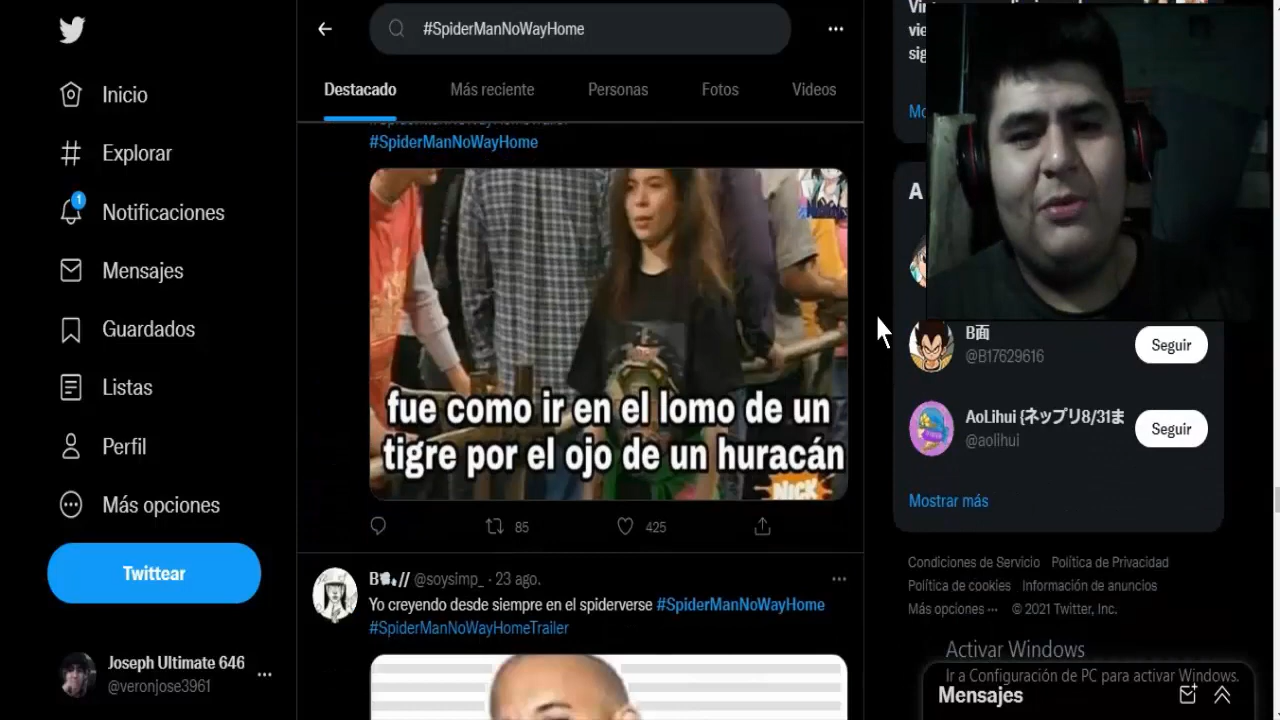 #SpiderManNoWayHome
Destacado
Más reciente
Personas
Fotos
Videos
Inicio
Explorar
1
Notificaciones
Mensajes
Guardados
Listas
Perfil
Más opciones
Twittear
Joseph Ultimate 646
@veronjose3961
#SpiderManNoWayHome
fue como ir en el lomo de un
tigre por el ojo de un huracán
NICK
85
425
@soysimp_ · 23 ago.
Yo creyendo desde siempre en el spiderverse #SpiderManNoWayHome
#SpiderManNoWayHomeTrailer
B面
@B17629616
Seguir
AoLihui {ネップリ8/31ま
@aolihui
Seguir
Mostrar más
Condiciones de Servicio Política de Privacidad
Política de cookies Información de anuncios
Más opciones ··· © 2021 Twitter, Inc.
Activar Windows
Ir a Configuración de PC para activar Windows.
Mensajes